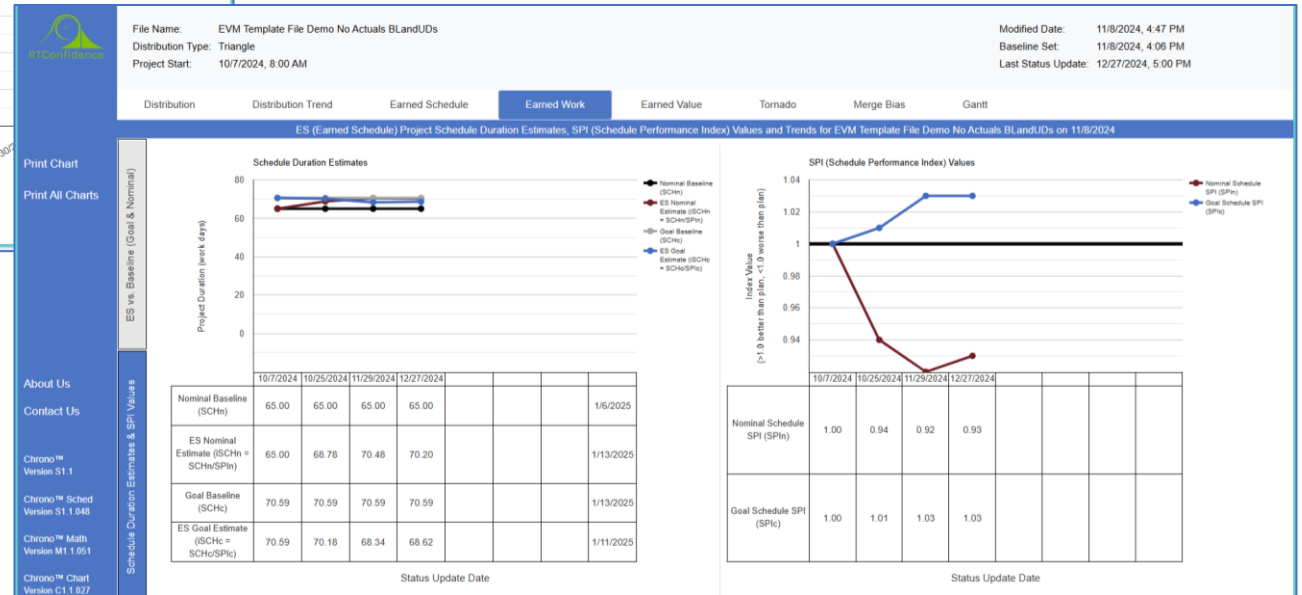 RTConfidence
File Name: EVM Template File Demo No Actuals BLandUDs
Distribution Type: Triangle
Project Start: 10/7/2024, 8:00 AM
Modified Date: 11/8/2024, 4:47 PM
Baseline Set: 11/8/2024, 4:06 PM
Last Status Update: 12/27/2024, 5:00 PM
Distribution Distribution Trend Earned Schedule Earned Work Earned Value Tornado Merge Bias Gantt
ES (Earned Schedule) Project Schedule Duration Estimates, SPI (Schedule Performance Index) Values and Trends for EVM Template File Demo No Actuals BLandUDs on 11/8/2024
Print Chart
Print All Charts
About Us
Contact Us
Chrono™
Version S1.1
Chrono™ Sched
Version S1.1.048
Chrono™ Math
Version M1.1.051
Chrono™ Chart
Version C1.1.027
ES vs. Baseline (Goal & Nominal)
Schedule Duration Estimates & SPI Values
Schedule Duration Estimates
Project Duration (work days)
80
60
40
20
0
Nominal Baseline
(SCHn)
ES Nominal
Estimate (iSCHn
= SCHn/SPIn)
Goal Baseline
(SCHc)
ES Goal
Estimate (iSCHc
= SCHc/SPIc)
10/7/2024 10/25/2024 11/29/2024 12/27/2024
Nominal Baseline
(SCHn)
65.00 65.00 65.00 65.00 1/6/2025
ES Nominal
Estimate (iSCHn =
SCHn/SPIn)
65.00 68.78 70.48 70.20 1/13/2025
Goal Baseline
(SCHc)
70.59 70.59 70.59 70.59 1/13/2025
ES Goal Estimate
(iSCHc =
SCHc/SPIc)
70.59 70.18 68.34 68.62 1/11/2025
Status Update Date
SPI (Schedule Performance Index) Values
Index Value
(>1.0 better than plan, <1.0 worse than plan)
1.04
1.02
1
0.98
0.96
0.94
Nominal Schedule
SPI (SPIn)
Goal Schedule SPI
(SPIc)
10/7/2024 10/25/2024 11/29/2024 12/27/2024
Nominal Schedule
SPI (SPIn)
1.00 0.94 0.92 0.93
Goal Schedule SPI
(SPIc)
1.00 1.01 1.03 1.03
Status Update Date